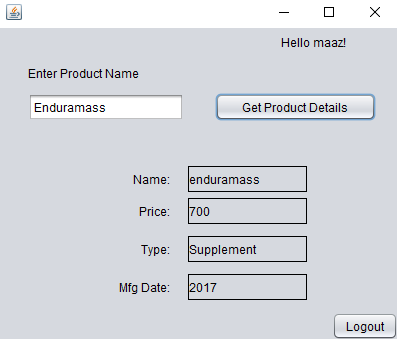 Hello maaz!
Enter Product Name
Enduramass Get Product Details
Name: enduramass
Price: 700
Type: Supplement
Mfg Date: 2017
Logout